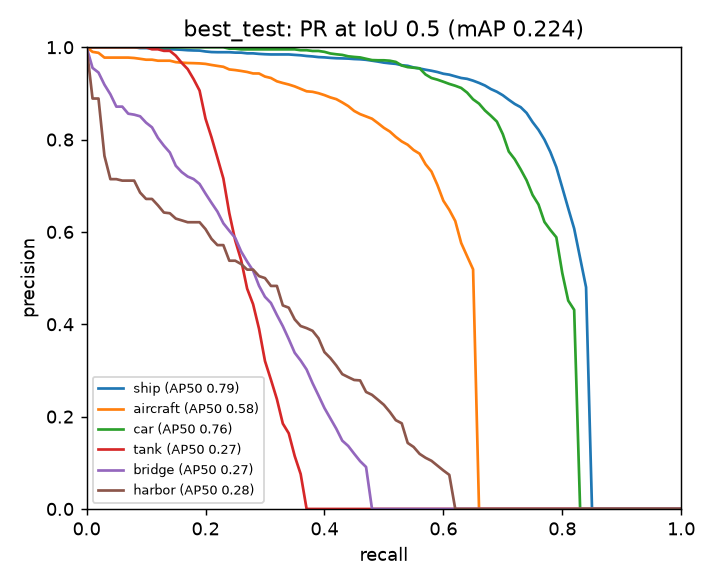 best_test: PR at IoU 0.5 (mAP 0.224)
1.0
0.8
0.6
0.4
0.2
0.0
precision
ship (AP50 0.79)
aircraft (AP50 0.58)
car (AP50 0.76)
tank (AP50 0.27)
bridge (AP50 0.27)
harbor (AP50 0.28)
0.0 0.2 0.4 0.6 0.8 1.0
recall